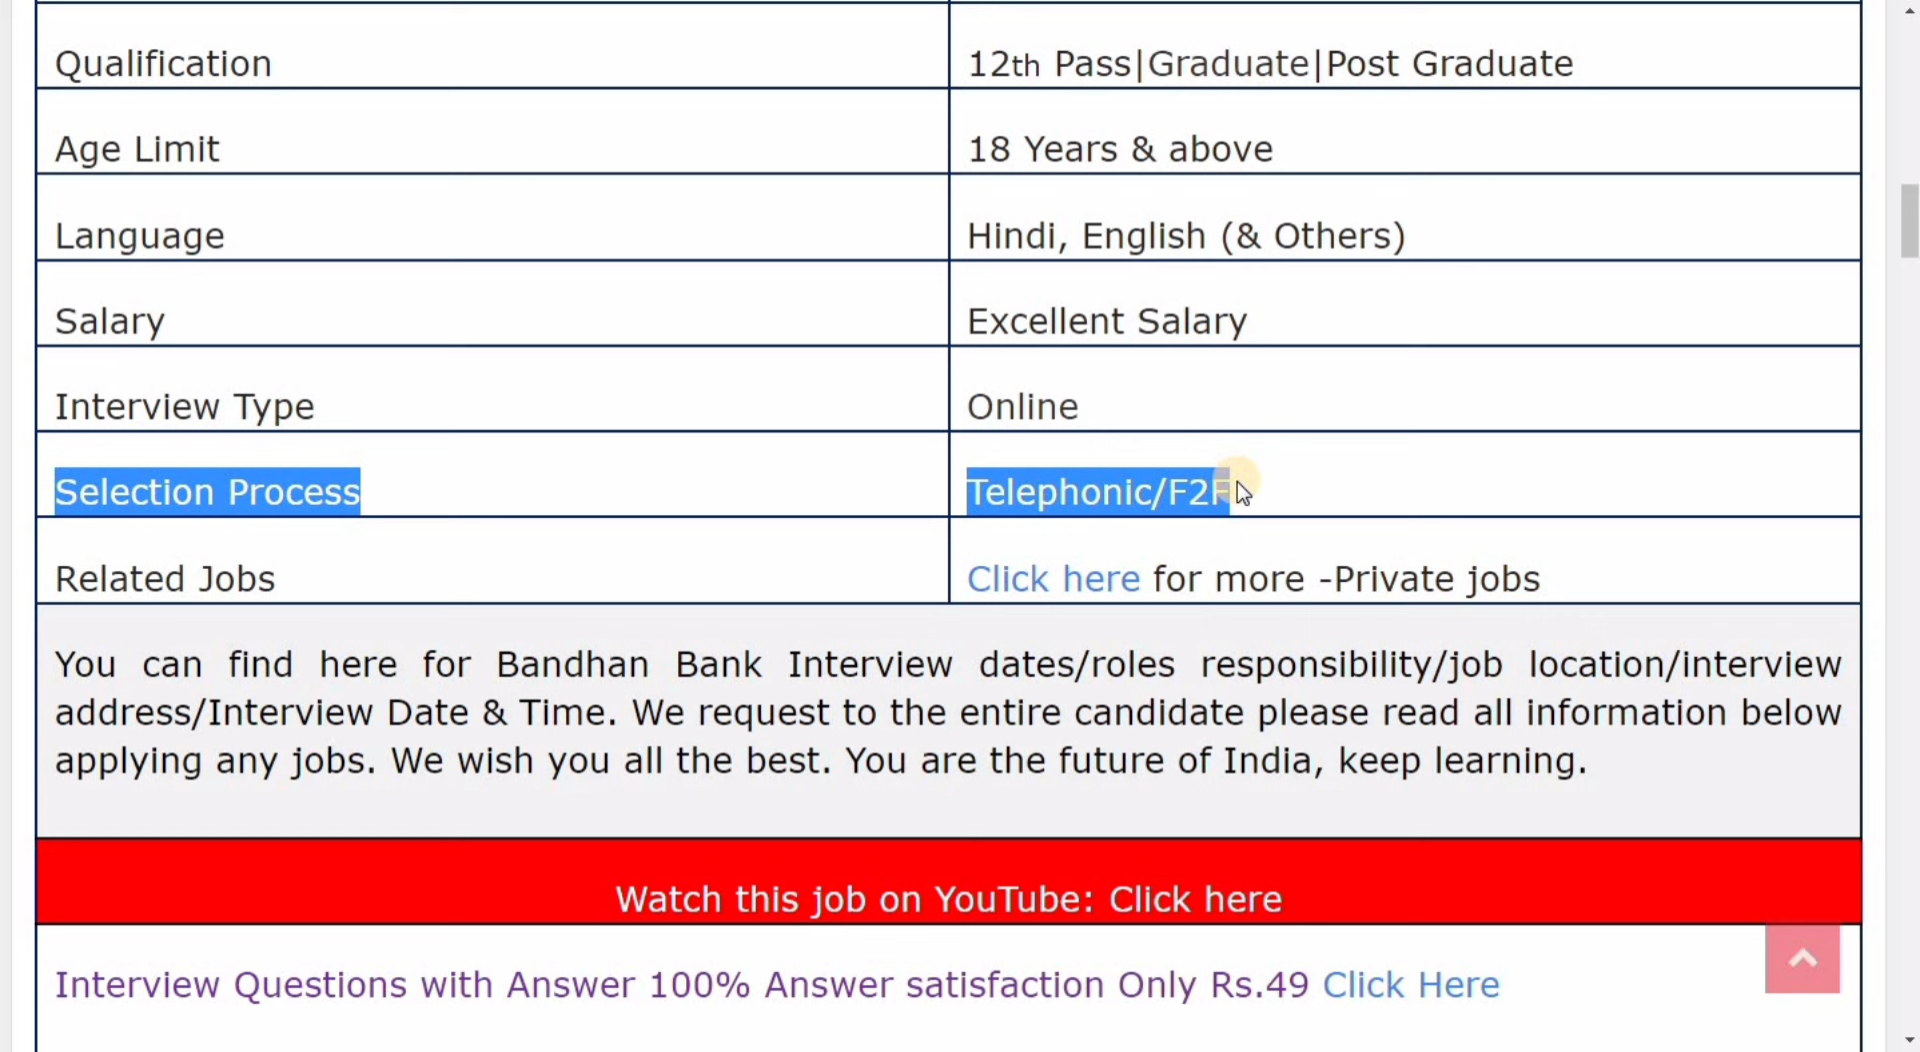 Qualification 12th Pass|Graduate|Post Graduate
Age Limit 18 Years & above
Language Hindi, English (& Others)
Salary Excellent Salary
Interview Type Online
Selection Process Telephonic/F2F
Related Jobs Click here for more -Private jobs
You can find here for Bandhan Bank Interview dates/roles responsibility/job location/interview
address/Interview Date & Time. We request to the entire candidate please read all information below
applying any jobs. We wish you all the best. You are the future of India, keep learning.
Watch this job on YouTube: Click here
Interview Questions with Answer 100% Answer satisfaction Only Rs.49 Click Here